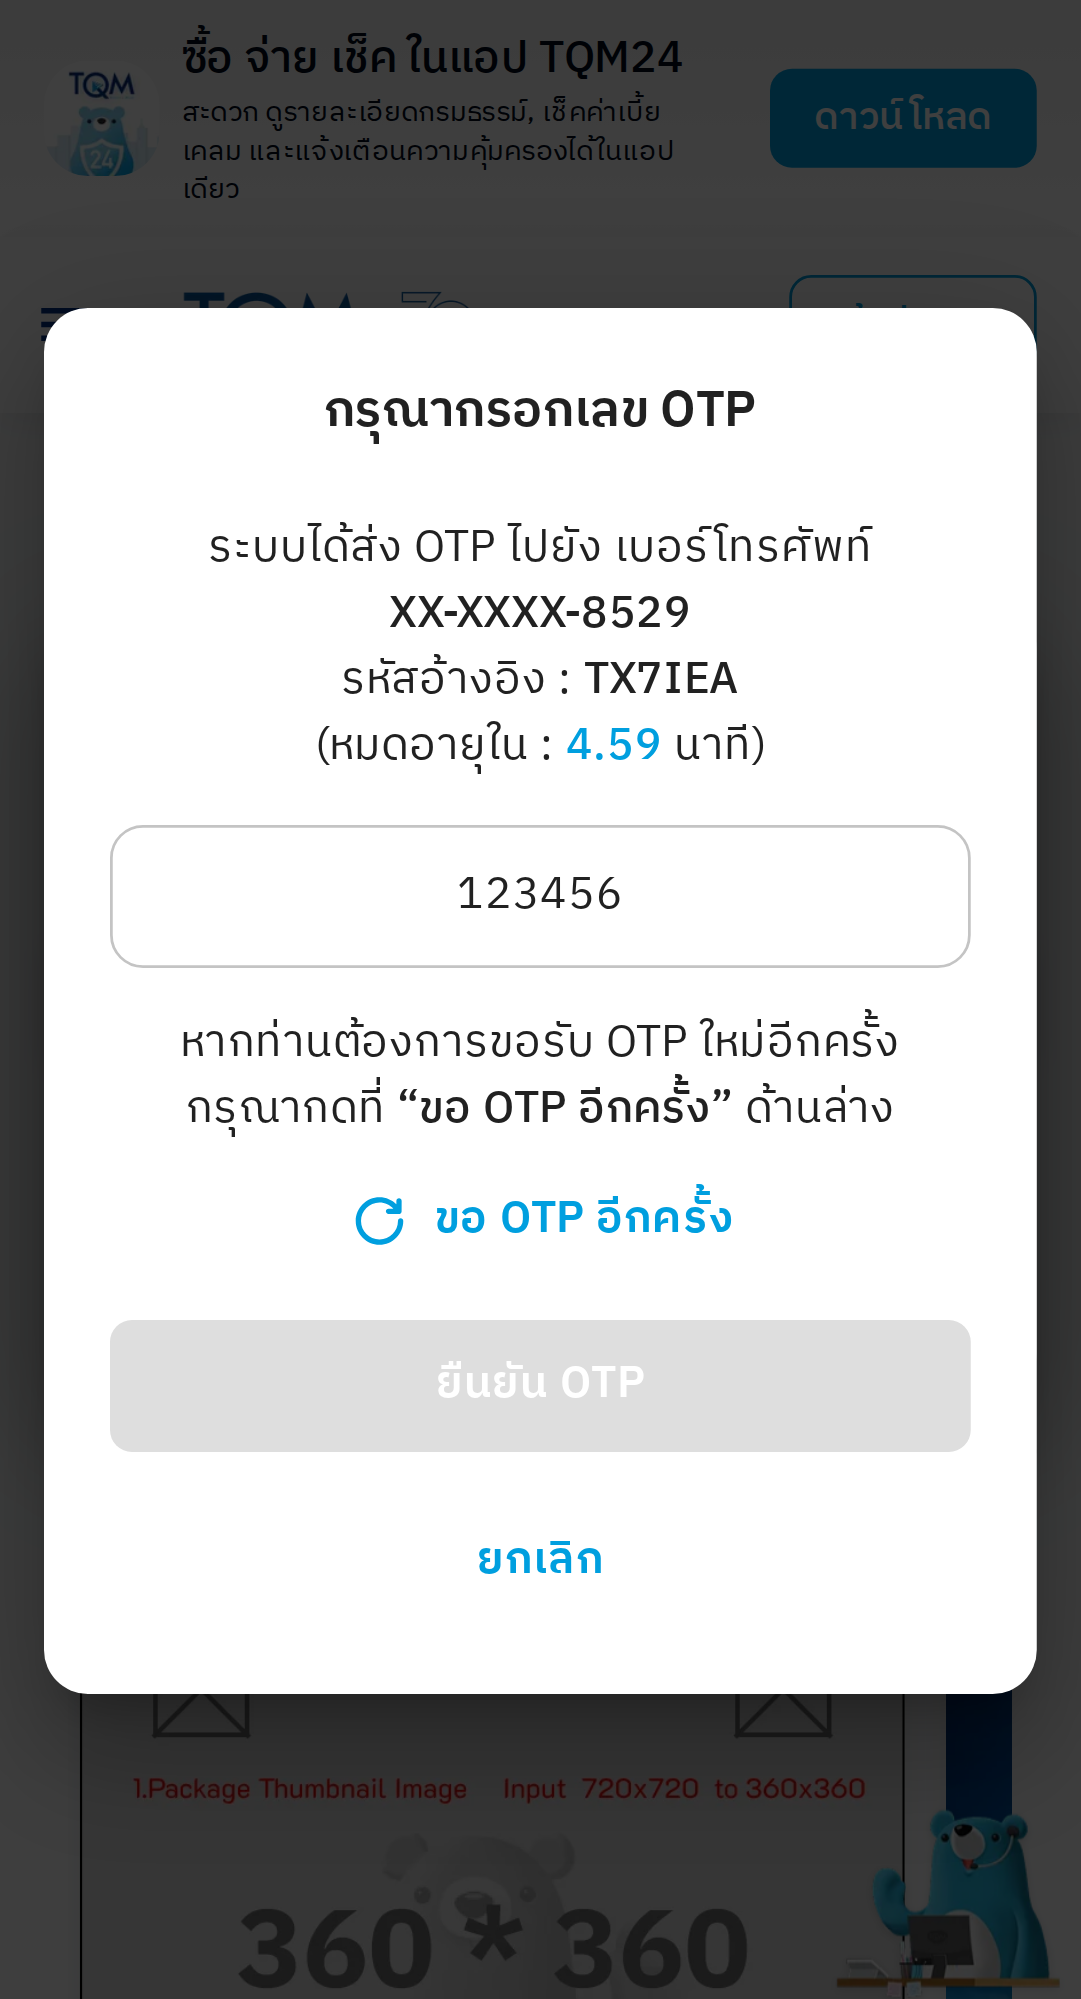 ซื้อ จ่าย เช็ค ในแอป TQM24
สะดวก ดูรายละเอียดกรมธรรม์, เช็คค่าเบี้ย
เคลม และแจ้งเตือนความคุ้มครองได้ในแอป
เดียว
TQM
24
ดาวน์โหลด
TQM
กรุณากรอกเลข OTP
ระบบได้ส่ง OTP ไปยัง เบอร์โทรศัพท์
XX-XXXX-8529
รหัสอ้างอิง : TX7IEA
(หมดอายุใน : 4.59 นาที)
123456
หากท่านต้องการขอรับ OTP ใหม่อีกครั้ง
กรุณากดที่ “ขอ OTP อีกครั้ง” ด้านล่าง
ขอ OTP อีกครั้ง
ยืนยัน OTP
ยกเลิก
1.Package Thumbnail Image Input 720x720 to 360x360
360 * 360